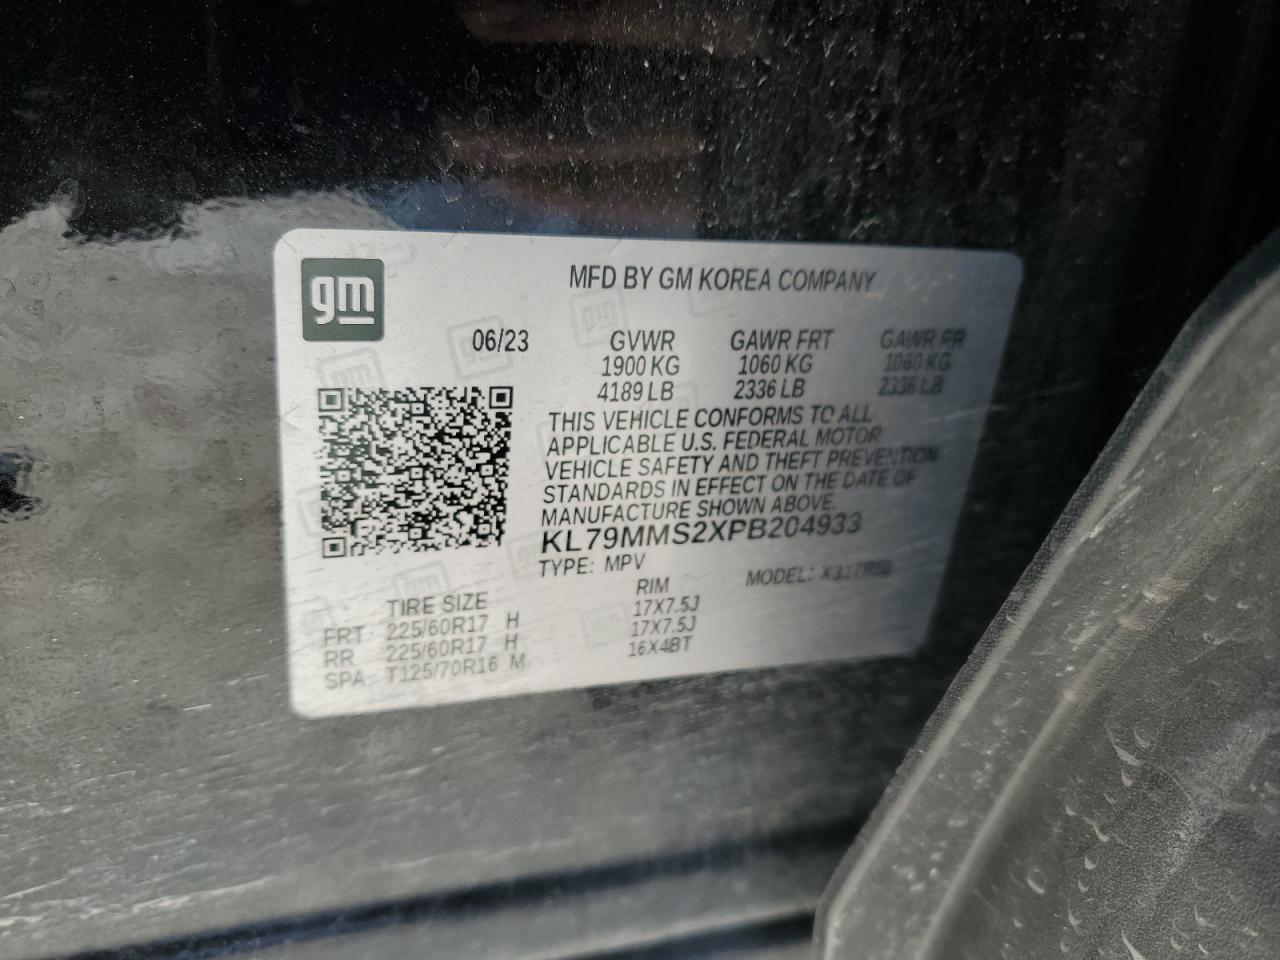 gm
MFD BY GM KOREA COMPANY
06/23 GVWR GAWR FRT GAWR RR
1900 KG 1060 KG 1060 KG
4189 LB 2336 LB 2336 LB
THIS VEHICLE CONFORMS TO ALL
APPLICABLE U.S. FEDERAL MOTOR
VEHICLE SAFETY AND THEFT PREVENTION
STANDARDS IN EFFECT ON THE DATE OF
MANUFACTURE SHOWN ABOVE.
KL79MMS2XPB204933
TYPE: MPV MODEL:
TIRE SIZE RIM
FRT 225/60R17 H 17X7.5J
RR 225/60R17 H 17X7.5J
SPA T125/70R16 M 16X4BT